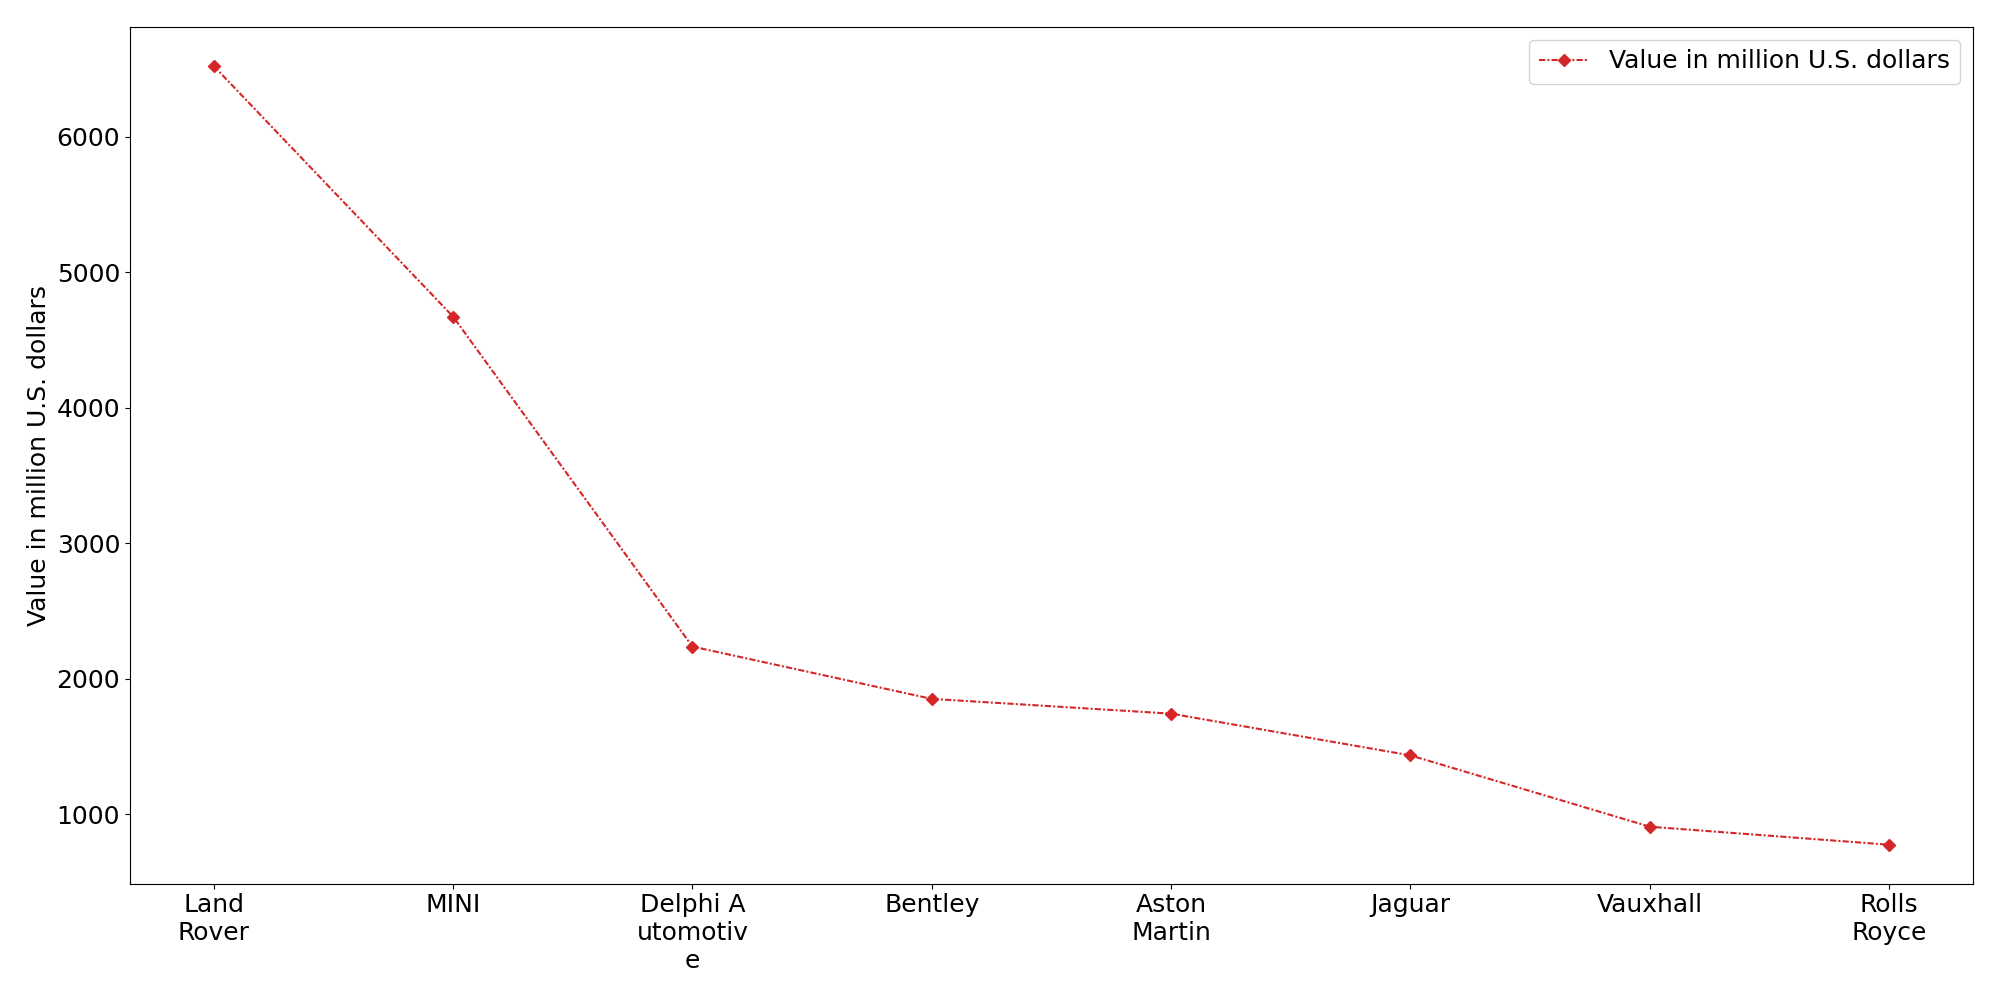 Value in million U.S. dollars
Value in million U.S. dollars
6000
5000
4000
3000
2000
1000
Land
Rover
MINI
Delphi A
utomotiv
e
Bentley
Aston
Martin
Jaguar
Vauxhall
Rolls
Royce